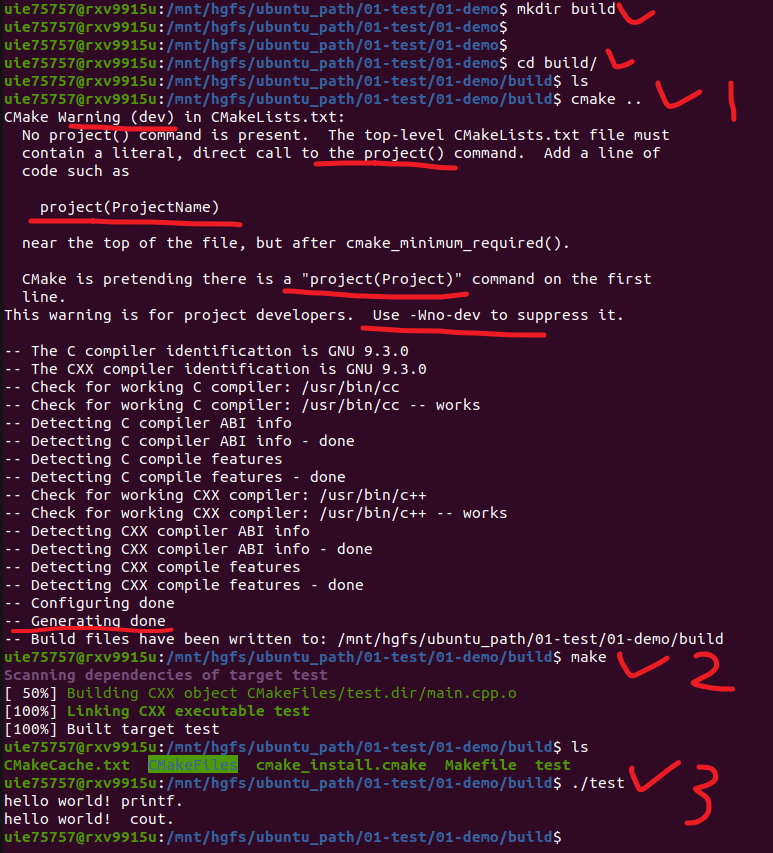 uie75757@rxv9915u:/mnt/hgfs/ubuntu_path/01-test/01-demo$ mkdir build
uie75757@rxv9915u:/mnt/hgfs/ubuntu_path/01-test/01-demo$
uie75757@rxv9915u:/mnt/hgfs/ubuntu_path/01-test/01-demo$
uie75757@rxv9915u:/mnt/hgfs/ubuntu_path/01-test/01-demo$ cd build/
uie75757@rxv9915u:/mnt/hgfs/ubuntu_path/01-test/01-demo/build$ ls
uie75757@rxv9915u:/mnt/hgfs/ubuntu_path/01-test/01-demo/build$ cmake .. 1
CMake Warning (dev) in CMakeLists.txt:
No project() command is present.  The top-level CMakeLists.txt file must
contain a literal, direct call to the project() command.  Add a line of
code such as
project(ProjectName)
near the top of the file, but after cmake_minimum_required().
CMake is pretending there is a "project(Project)" command on the first
line.
This warning is for project developers.  Use -Wno-dev to suppress it.
-- The C compiler identification is GNU 9.3.0
-- The CXX compiler identification is GNU 9.3.0
-- Check for working C compiler: /usr/bin/cc
-- Check for working C compiler: /usr/bin/cc -- works
-- Detecting C compiler ABI info
-- Detecting C compiler ABI info - done
-- Detecting C compile features
-- Detecting C compile features - done
-- Check for working CXX compiler: /usr/bin/c++
-- Check for working CXX compiler: /usr/bin/c++ -- works
-- Detecting CXX compiler ABI info
-- Detecting CXX compiler ABI info - done
-- Detecting CXX compile features
-- Detecting CXX compile features - done
-- Configuring done
-- Generating done
-- Build files have been written to: /mnt/hgfs/ubuntu_path/01-test/01-demo/build
uie75757@rxv9915u:/mnt/hgfs/ubuntu_path/01-test/01-demo/build$ make 2
Scanning dependencies of target test
[ 50%] Building CXX object CMakeFiles/test.dir/main.cpp.o
[100%] Linking CXX executable test
[100%] Built target test
uie75757@rxv9915u:/mnt/hgfs/ubuntu_path/01-test/01-demo/build$ ls
CMakeCache.txt  CMakeFiles  cmake_install.cmake  Makefile  test
uie75757@rxv9915u:/mnt/hgfs/ubuntu_path/01-test/01-demo/build$ ./test 3
hello world! printf.
hello world!  cout.
uie75757@rxv9915u:/mnt/hgfs/ubuntu_path/01-test/01-demo/build$